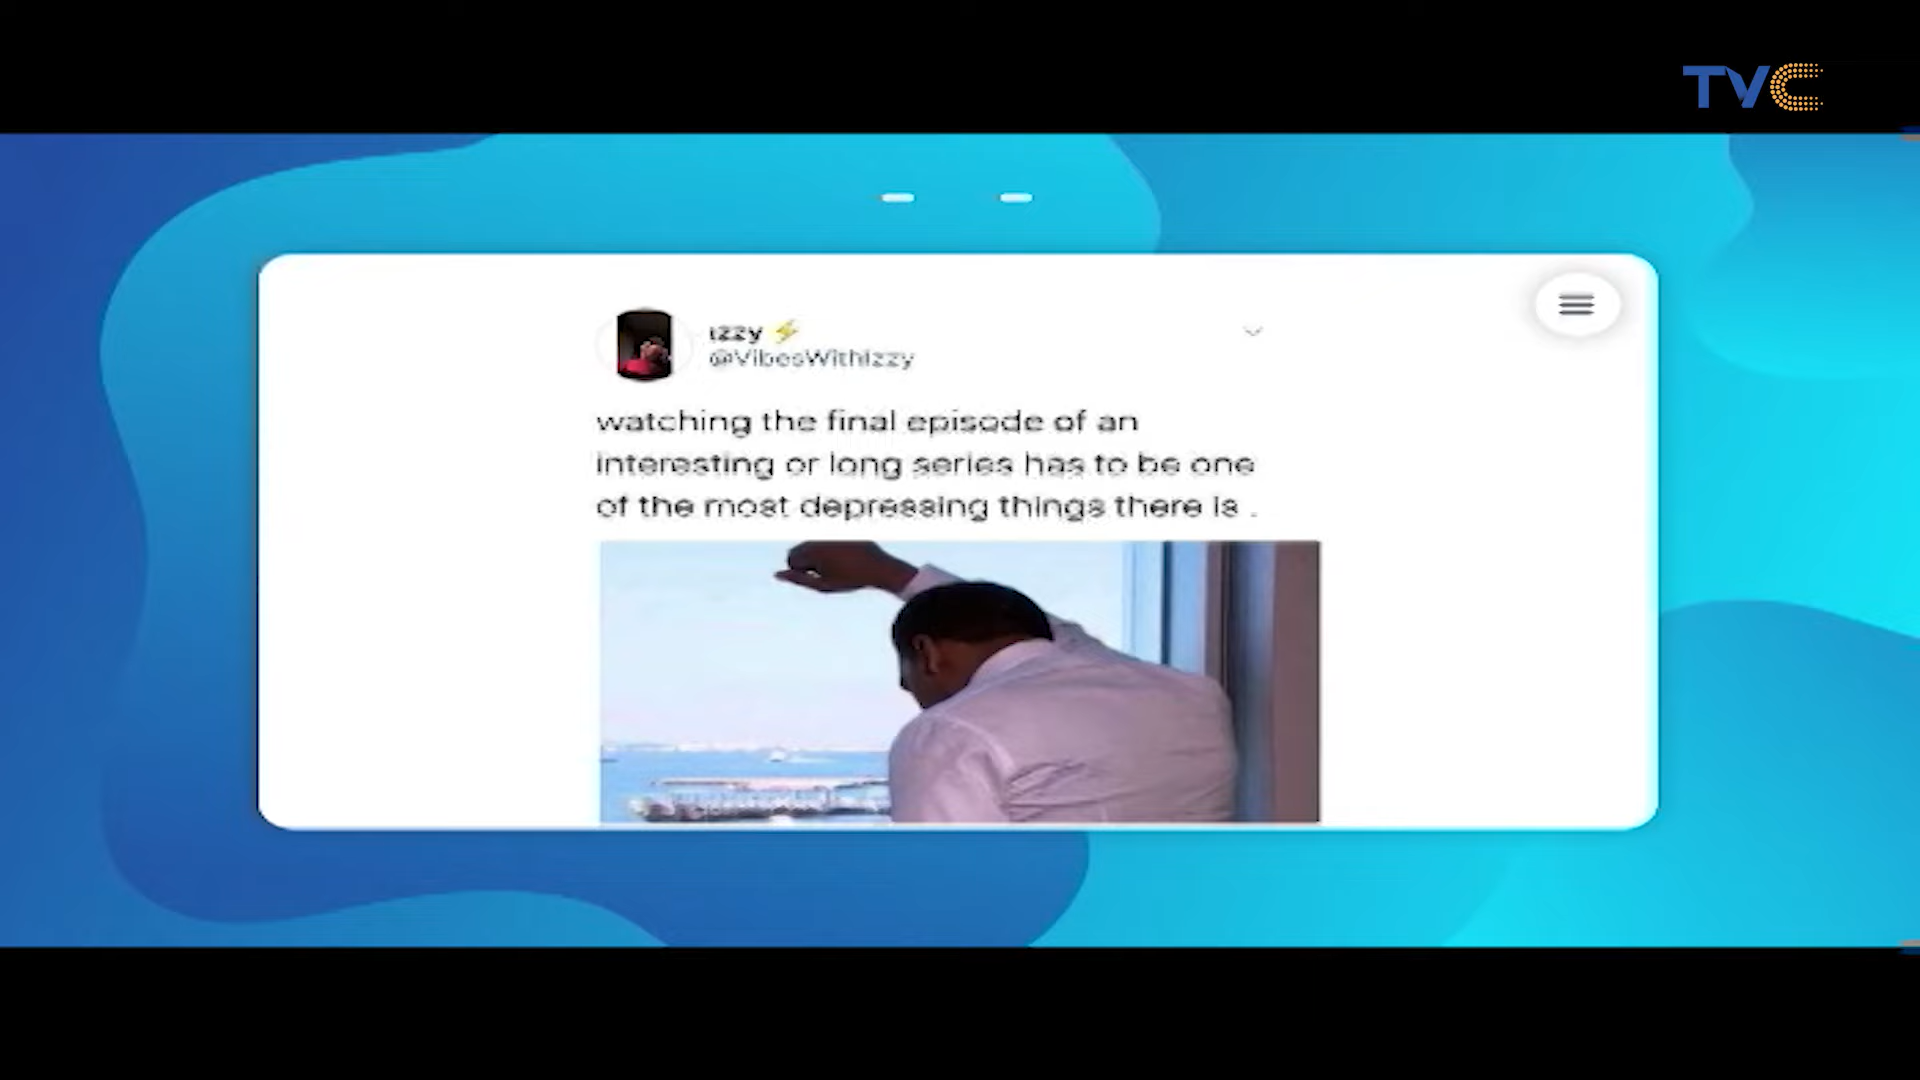 TVC
izzy⚡
@VibesWithIzzy
watching the final episode of an
interesting or long series has to be one
of the most depressing things there is .